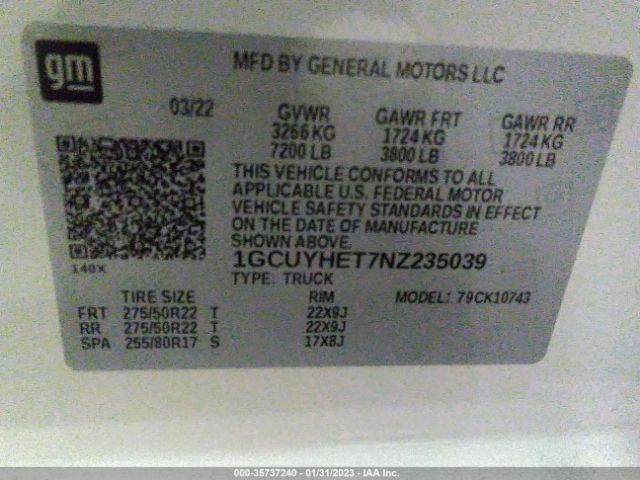 gm
MFD BY GENERAL MOTORS LLC
03/22 GVWR GAWR FRT GAWR RR
3266 KG 1724 KG 1724 KG
7200 LB 3800 LB 3800 LB
THIS VEHICLE CONFORMS TO ALL
APPLICABLE U.S. FEDERAL MOTOR
VEHICLE SAFETY STANDARDS IN EFFECT
ON THE DATE OF MANUFACTURE
SHOWN ABOVE.
140X
1GCUYHET7NZ235039
TYPE: TRUCK
TIRE SIZE RIM MODEL: 79CK10743
FRT 275/50R22 T 22X9J
RR 275/50R22 T 22X9J
SPA 255/80R17 S 17X8J
000-35737240 - 01/31/2023 - IAA Inc.